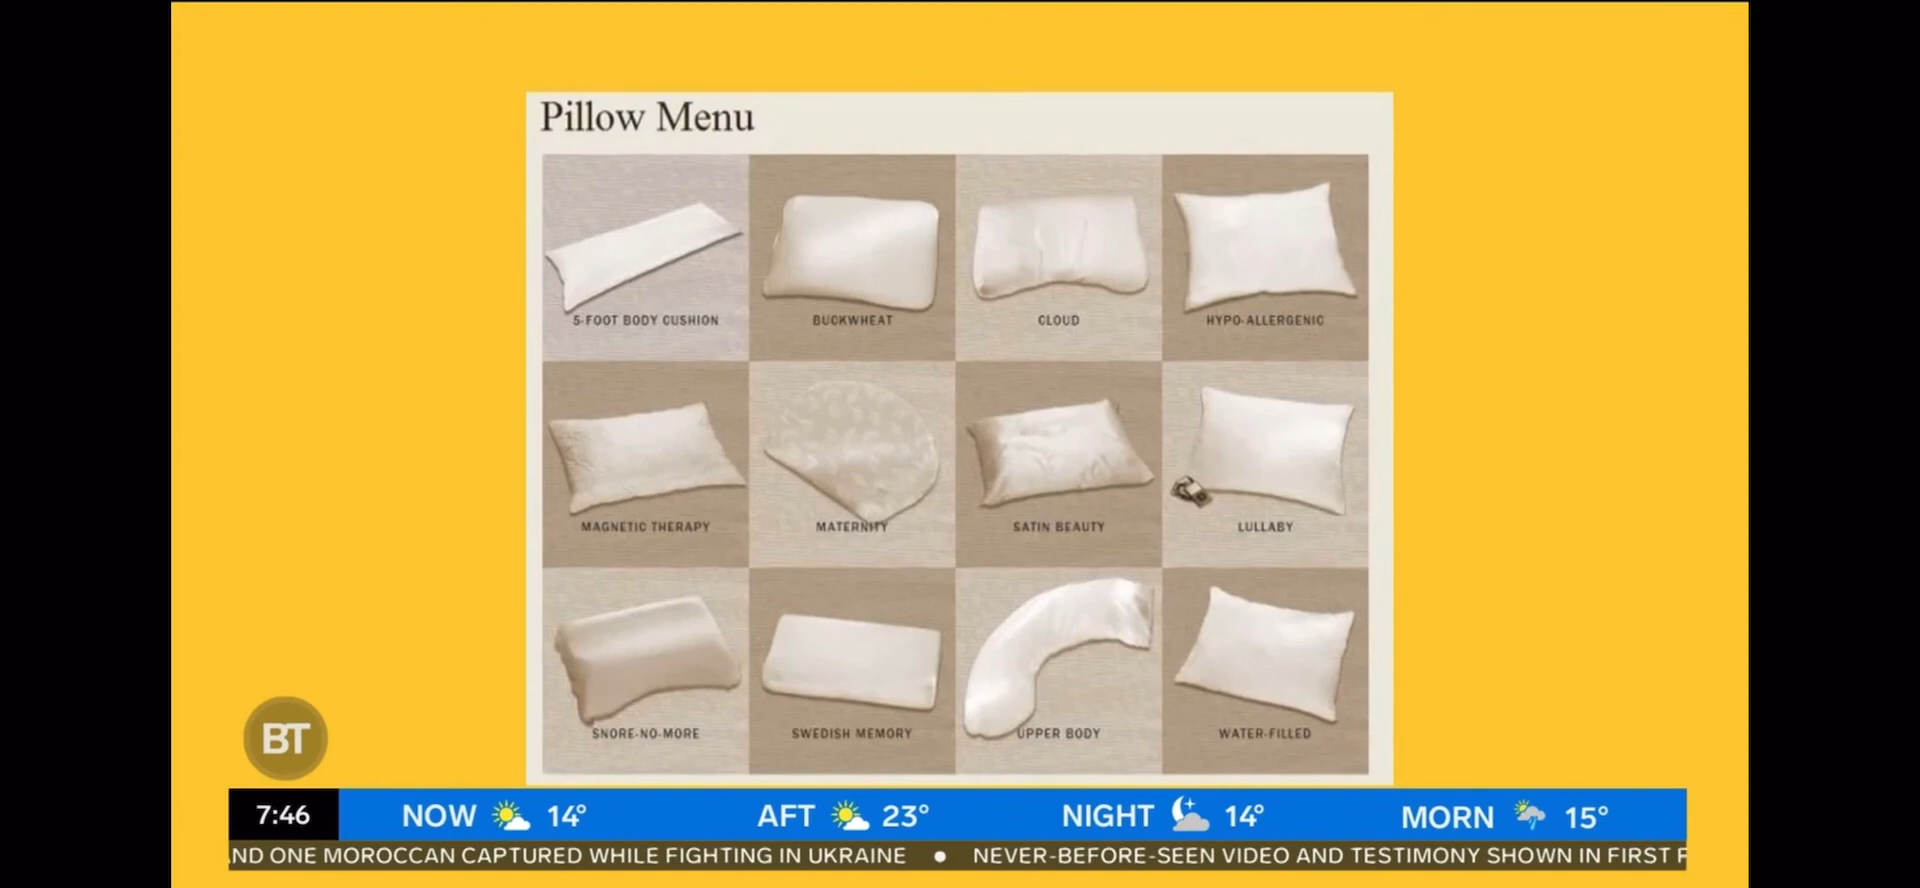 Pillow Menu
5-FOOT BODY CUSHION
BUCKWHEAT
CLOUD
HYPO-ALLERGENIC
MAGNETIC THERAPY
MATERNITY
SATIN BEAUTY
LULLABY
SNORE-NO-MORE
SWEDISH MEMORY
UPPER BODY
WATER-FILLED
BT
7:46 NOW 14° AFT 23° NIGHT 14° MORN 15°
ND ONE MOROCCAN CAPTURED WHILE FIGHTING IN UKRAINE ● NEVER-BEFORE-SEEN VIDEO AND TESTIMONY SHOWN IN FIRST